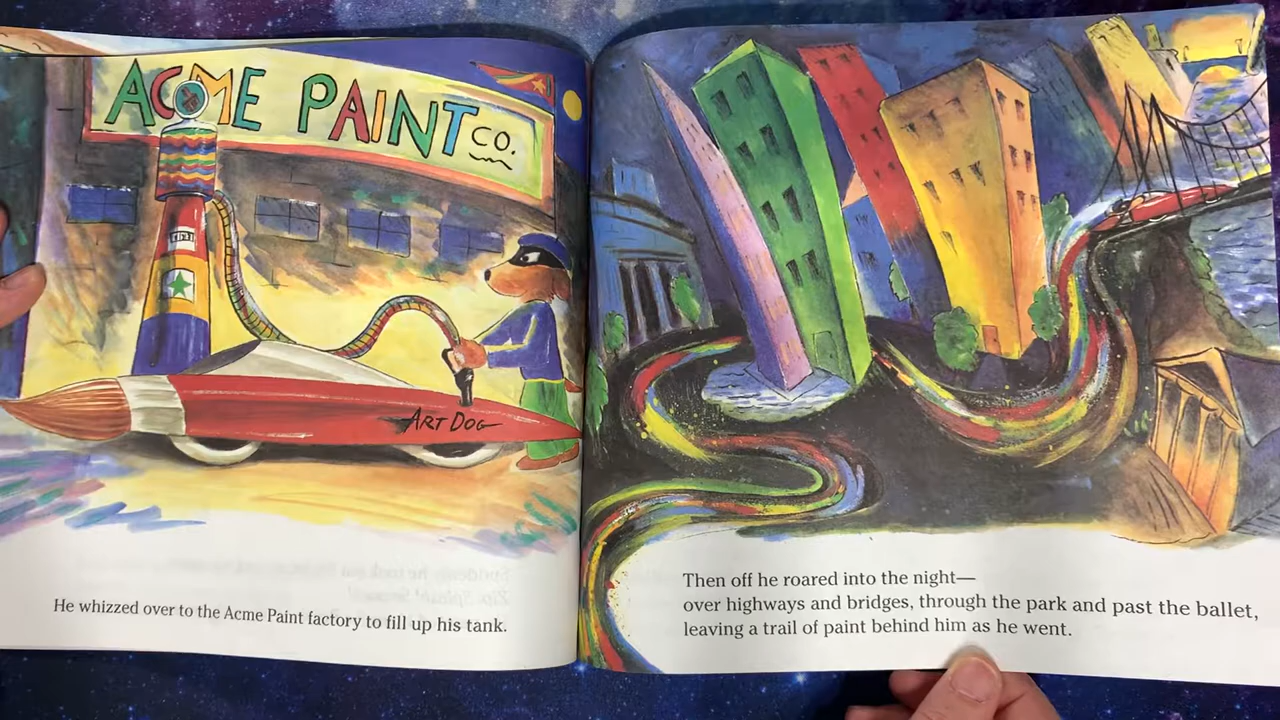 ACME PAINT CO.
ART DOG
He whizzed over to the Acme Paint factory to fill up his tank.
Then off he roared into the night—
over highways and bridges, through the park and past the ballet,
leaving a trail of paint behind him as he went.